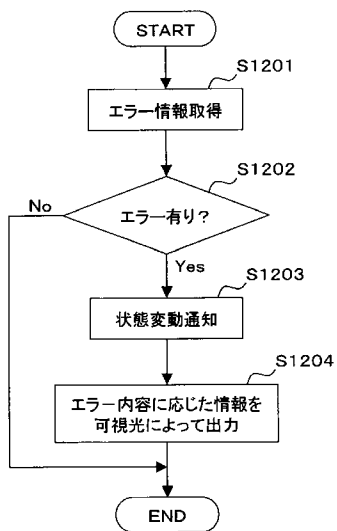 START
S1201
エラー情報取得
S1202
エラー有り？
No
Yes
S1203
状態変動通知
S1204
エラー内容に応じた情報を
可視光によって出力
END